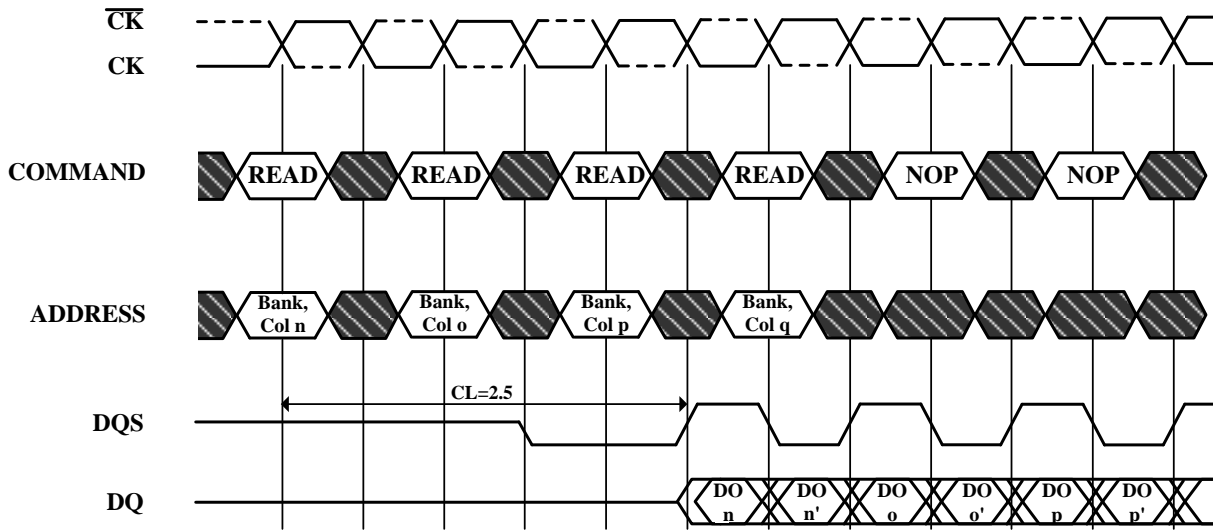 C̅K̅
CK
COMMAND READ READ READ READ NOP NOP
ADDRESS Bank, Col n Bank, Col o Bank, Col p Bank, Col q
CL=2.5
DQS
DQ DO n DO n' DO o DO o' DO p DO p'